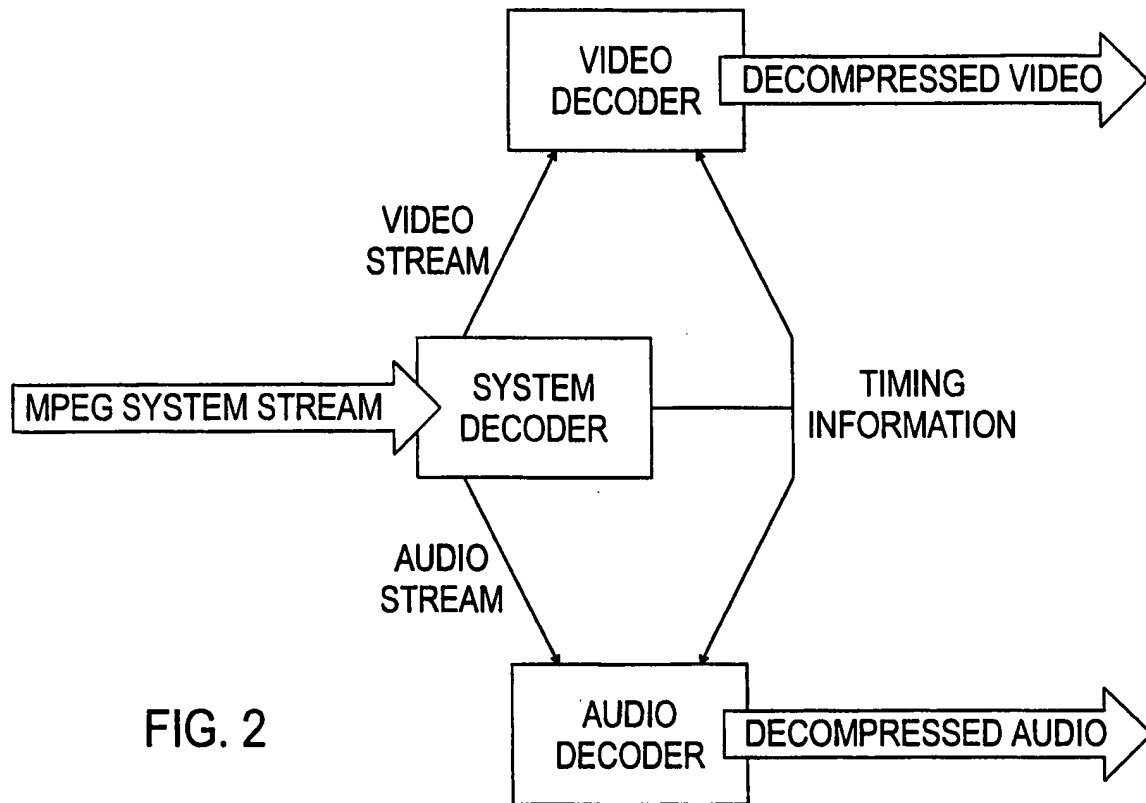 VIDEO
DECODER
DECOMPRESSED VIDEO
VIDEO
STREAM
MPEG SYSTEM STREAM
SYSTEM
DECODER
TIMING
INFORMATION
AUDIO
STREAM
AUDIO
DECODER
DECOMPRESSED AUDIO
FIG. 2